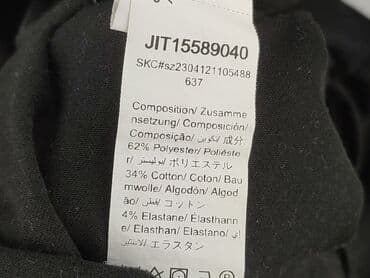 JIT15589040
SKC#sz2304121105488
637
Composition/ Zusamme
nsetzung/ Composición/
Composição/ تكوين/ 成分
62% Polyester/ Poliéste
r/ بوليستر/ ポリエステル
34% Cotton/ Coton/ Bau
mwolle/ Algodón/ Algod
ão/ قطن/ コットン
4% Elastane/ Élasthann
e/ Elasthan/ Elastano/ إي
لاستين/ エラスタン